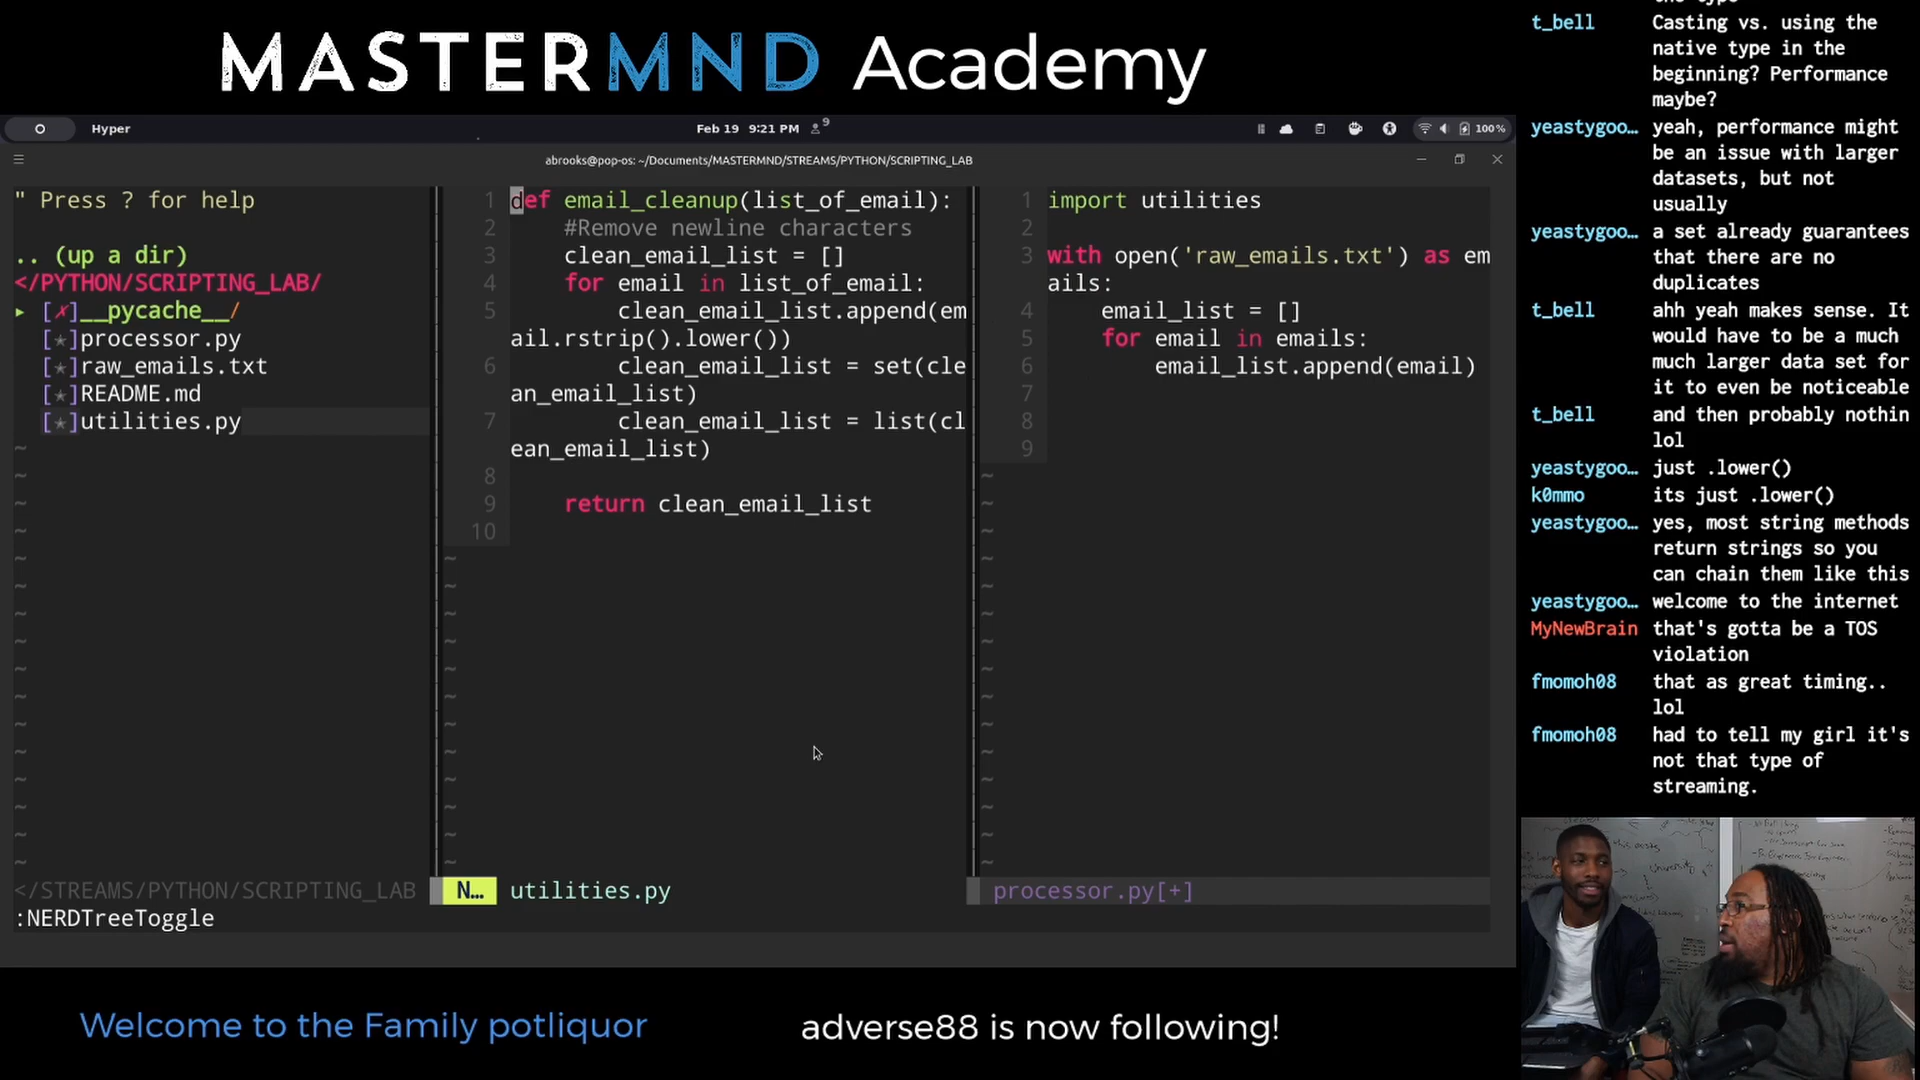 MASTERMND Academy
Hyper
Feb 19 9:21 PM
9
100%
abrooks@pop-os: ~/Documents/MASTERMND/STREAMS/PYTHON/SCRIPTING_LAB
" Press ? for help
.. (up a dir)
</PYTHON/SCRIPTING_LAB/
▸ [✗]__pycache__/
[★]processor.py
[★]raw_emails.txt
[★]README.md
[★]utilities.py
</STREAMS/PYTHON/SCRIPTING_LAB
:NERDTreeToggle
1 def email_cleanup(list_of_email):
2 #Remove newline characters
3 clean_email_list = []
4 for email in list_of_email:
5 clean_email_list.append(em
ail.rstrip().lower())
6 clean_email_list = set(cle
an_email_list)
7 clean_email_list = list(cl
ean_email_list)
8
9 return clean_email_list
10
N… utilities.py
1 import utilities
2
3 with open('raw_emails.txt') as em
ails:
4 email_list = []
5 for email in emails:
6 email_list.append(email)
7
8
9
processor.py[+]
t_bell Casting vs. using the
native type in the
beginning? Performance
maybe?
yeastygoo… yeah, performance might
be an issue with larger
datasets, but not
usually
yeastygoo… a set already guarantees
that there are no
duplicates
t_bell ahh yeah makes sense. It
would have to be a much
much larger data set for
it to even be noticeable
t_bell and then probably nothin
lol
yeastygoo… just .lower()
k0mmo its just .lower()
yeastygoo… yes, most string methods
return strings so you
can chain them like this
yeastygoo… welcome to the internet
MyNewBrain that's gotta be a TOS
violation
fmomoh08 that as great timing..
lol
fmomoh08 had to tell my girl it's
not that type of
streaming.
Welcome to the Family potliquor
adverse88 is now following!